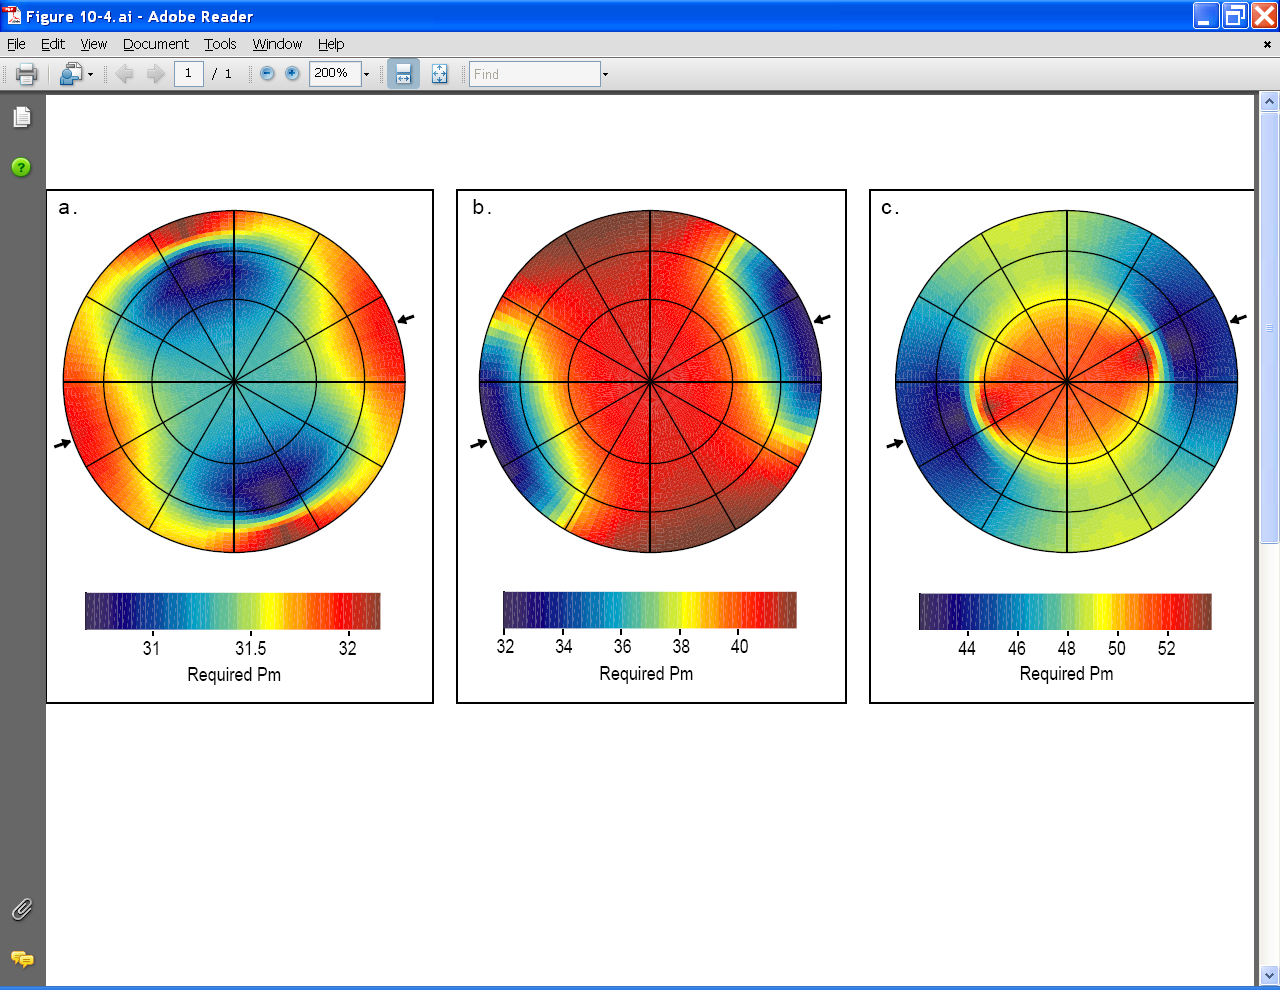 Figure 10-4.ai - Adobe Reader
File Edit View Document Tools Window Help
1 / 1 200% Find
a.
b.
c.
31 31.5 32
Required Pm
32 34 36 38 40
Required Pm
44 46 48 50 52
Required Pm